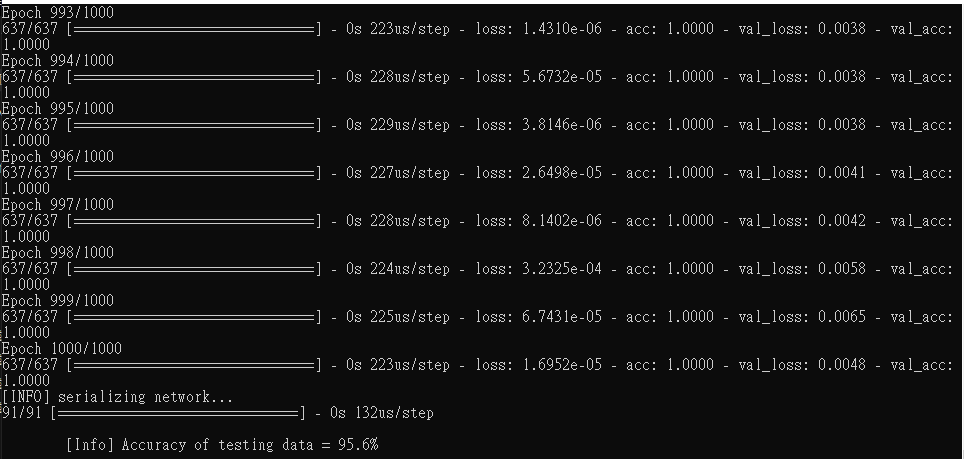 Epoch 993/1000
637/637 [==============================] - 0s 223us/step - loss: 1.4310e-06 - acc: 1.0000 - val_loss: 0.0038 - val_acc:
1.0000
Epoch 994/1000
637/637 [==============================] - 0s 228us/step - loss: 5.6732e-05 - acc: 1.0000 - val_loss: 0.0038 - val_acc:
1.0000
Epoch 995/1000
637/637 [==============================] - 0s 229us/step - loss: 3.8146e-06 - acc: 1.0000 - val_loss: 0.0038 - val_acc:
1.0000
Epoch 996/1000
637/637 [==============================] - 0s 227us/step - loss: 2.6498e-05 - acc: 1.0000 - val_loss: 0.0041 - val_acc:
1.0000
Epoch 997/1000
637/637 [==============================] - 0s 228us/step - loss: 8.1402e-06 - acc: 1.0000 - val_loss: 0.0042 - val_acc:
1.0000
Epoch 998/1000
637/637 [==============================] - 0s 224us/step - loss: 3.2325e-04 - acc: 1.0000 - val_loss: 0.0058 - val_acc:
1.0000
Epoch 999/1000
637/637 [==============================] - 0s 225us/step - loss: 6.7431e-05 - acc: 1.0000 - val_loss: 0.0065 - val_acc:
1.0000
Epoch 1000/1000
637/637 [==============================] - 0s 223us/step - loss: 1.6952e-05 - acc: 1.0000 - val_loss: 0.0048 - val_acc:
1.0000
[INFO] serializing network...
91/91 [==============================] - 0s 132us/step
[Info] Accuracy of testing data = 95.6%